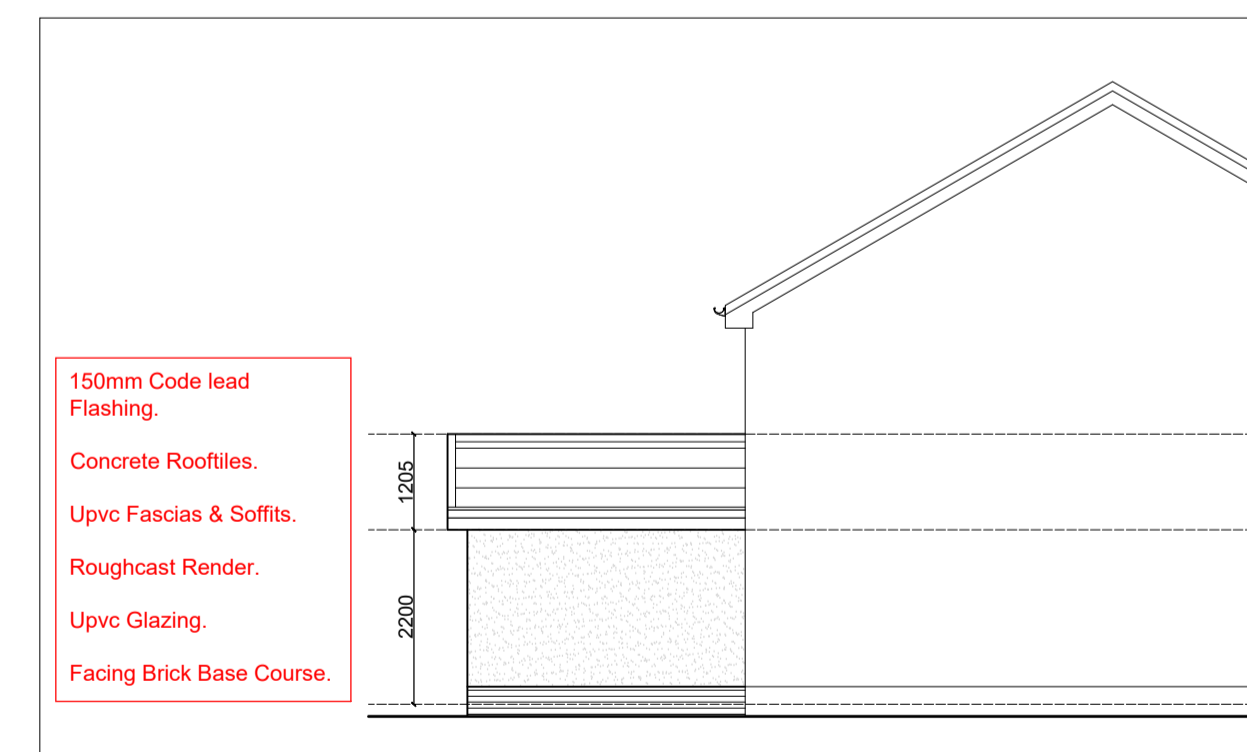 150mm Code lead
Flashing.
Concrete Rooftiles.
Upvc Fascias & Soffits.
Roughcast Render.
Upvc Glazing.
Facing Brick Base Course.
1205
2200